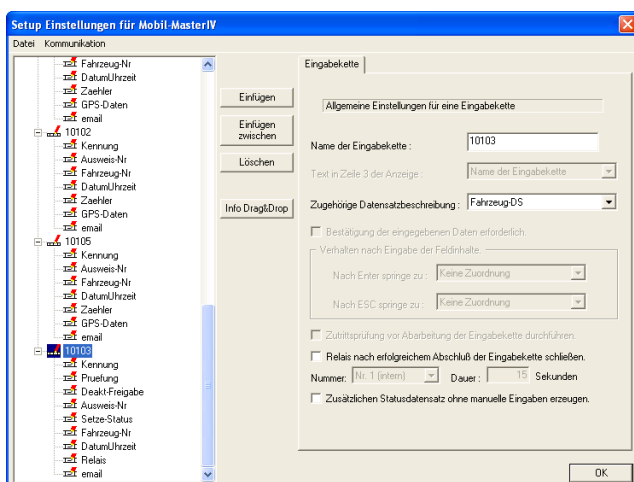 Setup Einstellungen für Mobil-MasterIV
Datei Kommunikation
Fahrzeug-Nr
DatumUhrzeit
Zaehler
GPS-Daten
email
10102
Kennung
Ausweis-Nr
Fahrzeug-Nr
DatumUhrzeit
Zaehler
GPS-Daten
email
10105
Kennung
Ausweis-Nr
Fahrzeug-Nr
DatumUhrzeit
Zaehler
GPS-Daten
email
10103
Kennung
Pruefung
Deakt-Freigabe
Ausweis-Nr
Setze-Status
Fahrzeug-Nr
DatumUhrzeit
Relais
email
Einfügen
Einfügen
zwischen
Löschen
Info Drag&Drop
Eingabekette
Allgemeine Einstellungen für eine Eingabekette
Name der Eingabekette : 10103
Text in Zeile 3 der Anzeige : Name der Eingabekette
Zugehörige Datensatzbeschreibung : Fahrzeug-DS
Bestätigung der eingegebenen Daten erforderlich.
Verhalten nach Eingabe der Feldinhalte.
Nach Enter springe zu : Keine Zuordnung
Nach ESC springe zu : Keine Zuordnung
Zutrittsprüfung vor Abarbeitung der Eingabekette durchführen.
Relais nach erfolgreichem Abschluß der Eingabekette schließen.
Nummer: Nr. 1 (intern) Dauer : 15 Sekunden
Zusätzlichen Statusdatensatz ohne manuelle Eingaben erzeugen.
OK